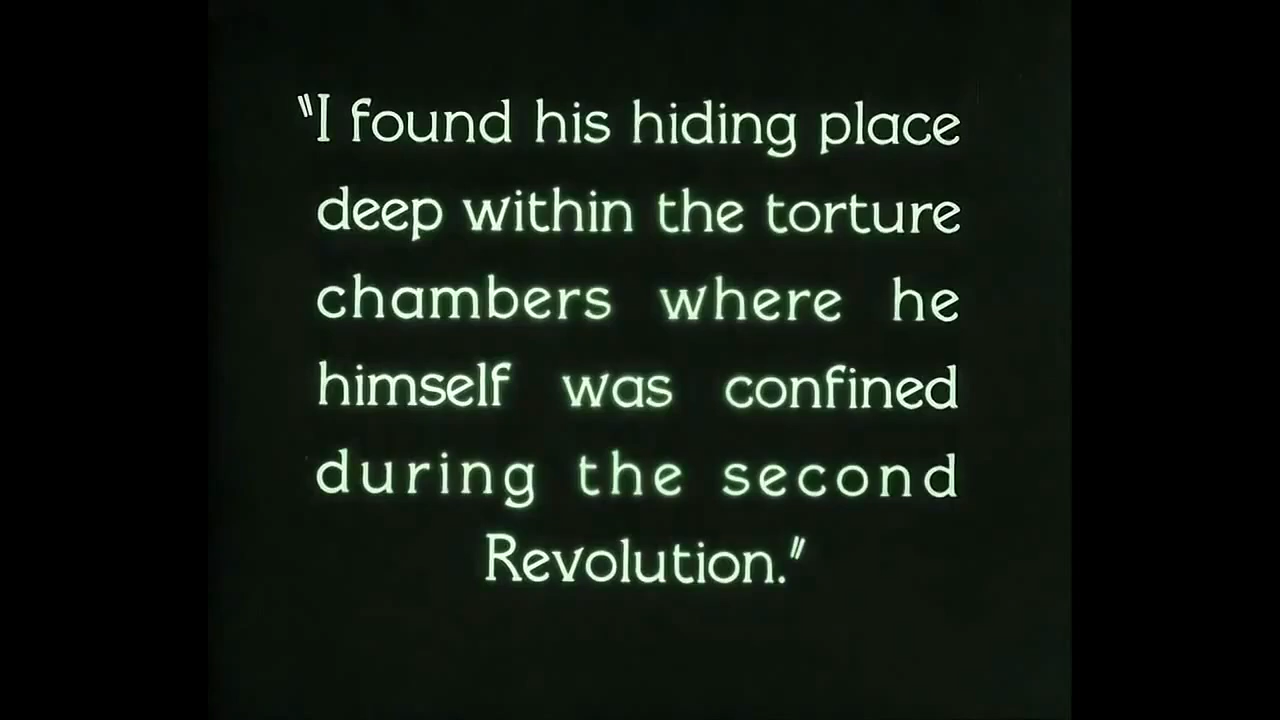 "I found his hiding place
deep within the torture
chambers where he
himself was confined
during the second
Revolution."